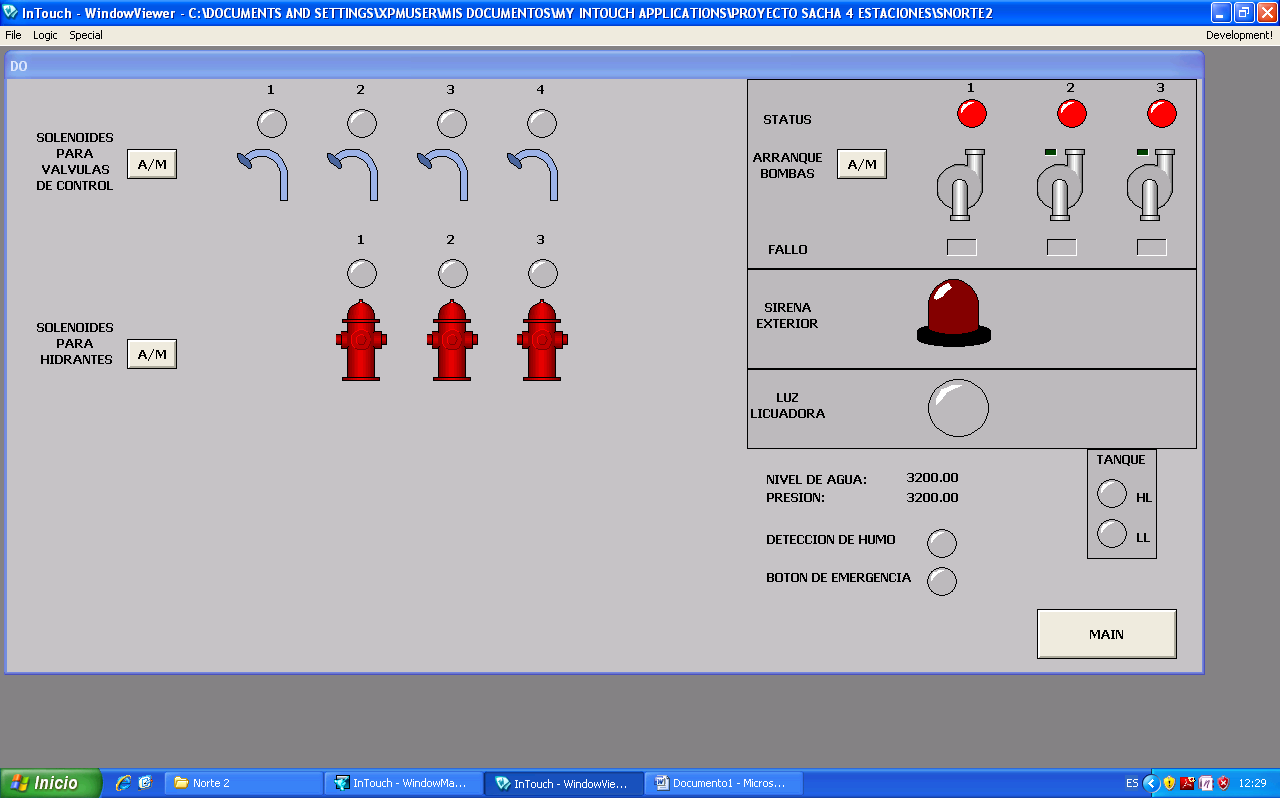 InTouch - WindowViewer - C:\DOCUMENTS AND SETTINGS\XPMUSER\MIS DOCUMENTOS\MY INTOUCH APPLICATIONS\PROYECTO SACHA 4 ESTACIONES\SNORTE2
File Logic Special Development!
DO
1 2 3 4
SOLENOIDES
PARA
VALVULAS
DE CONTROL
A/M
1 2 3
SOLENOIDES
PARA
HIDRANTES
A/M
1 2 3
STATUS
ARRANQUE
BOMBAS
A/M
FALLO
SIRENA
EXTERIOR
LUZ
LICUADORA
NIVEL DE AGUA: 3200.00
PRESION: 3200.00
TANQUE
HL
LL
DETECCION DE HUMO
BOTON DE EMERGENCIA
MAIN
Inicio Norte 2 InTouch - WindowMa... InTouch - WindowVie... Documento1 - Micros... ES 12:29